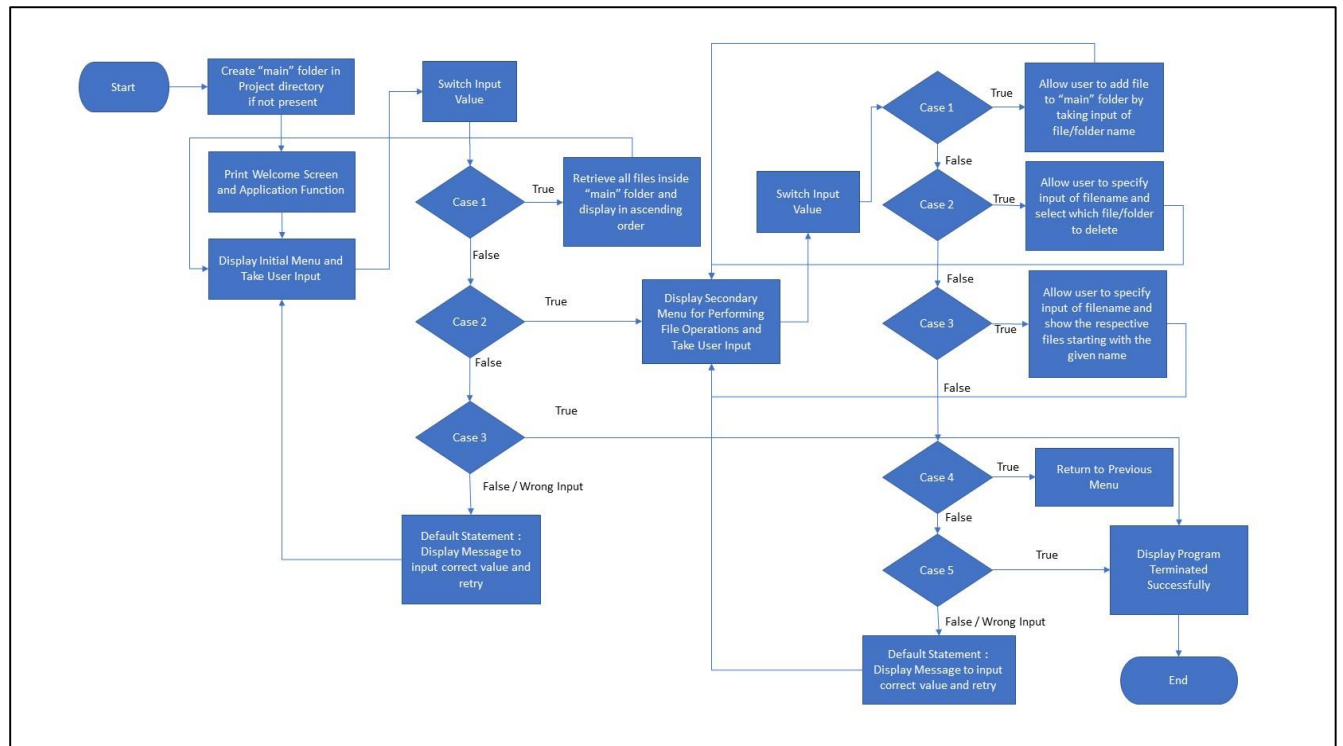 Start
Create “main” folder in
Project directory
if not present
Print Welcome Screen
and Application Function
Display Initial Menu and
Take User Input
Switch Input
Value
Case 1
True
Retrieve all files inside
“main” folder and
display in ascending
order
False
Case 2
True
False
Case 3
True
False / Wrong Input
Default Statement :
Display Message to
input correct value and
retry
Display Secondary
Menu for Performing
File Operations and
Take User Input
Switch Input
Value
Case 1
True
Allow user to add file
to “main” folder by
taking input of
file/folder name
False
Case 2
True
Allow user to specify
input of filename and
select which file/folder
to delete
False
Case 3
True
Allow user to specify
input of filename and
show the respective
files starting with the
given name
False
Case 4
True
Return to Previous
Menu
False
Case 5
True
Display Program
Terminated
Successfully
False / Wrong Input
Default Statement :
Display Message to input
correct value and retry
End